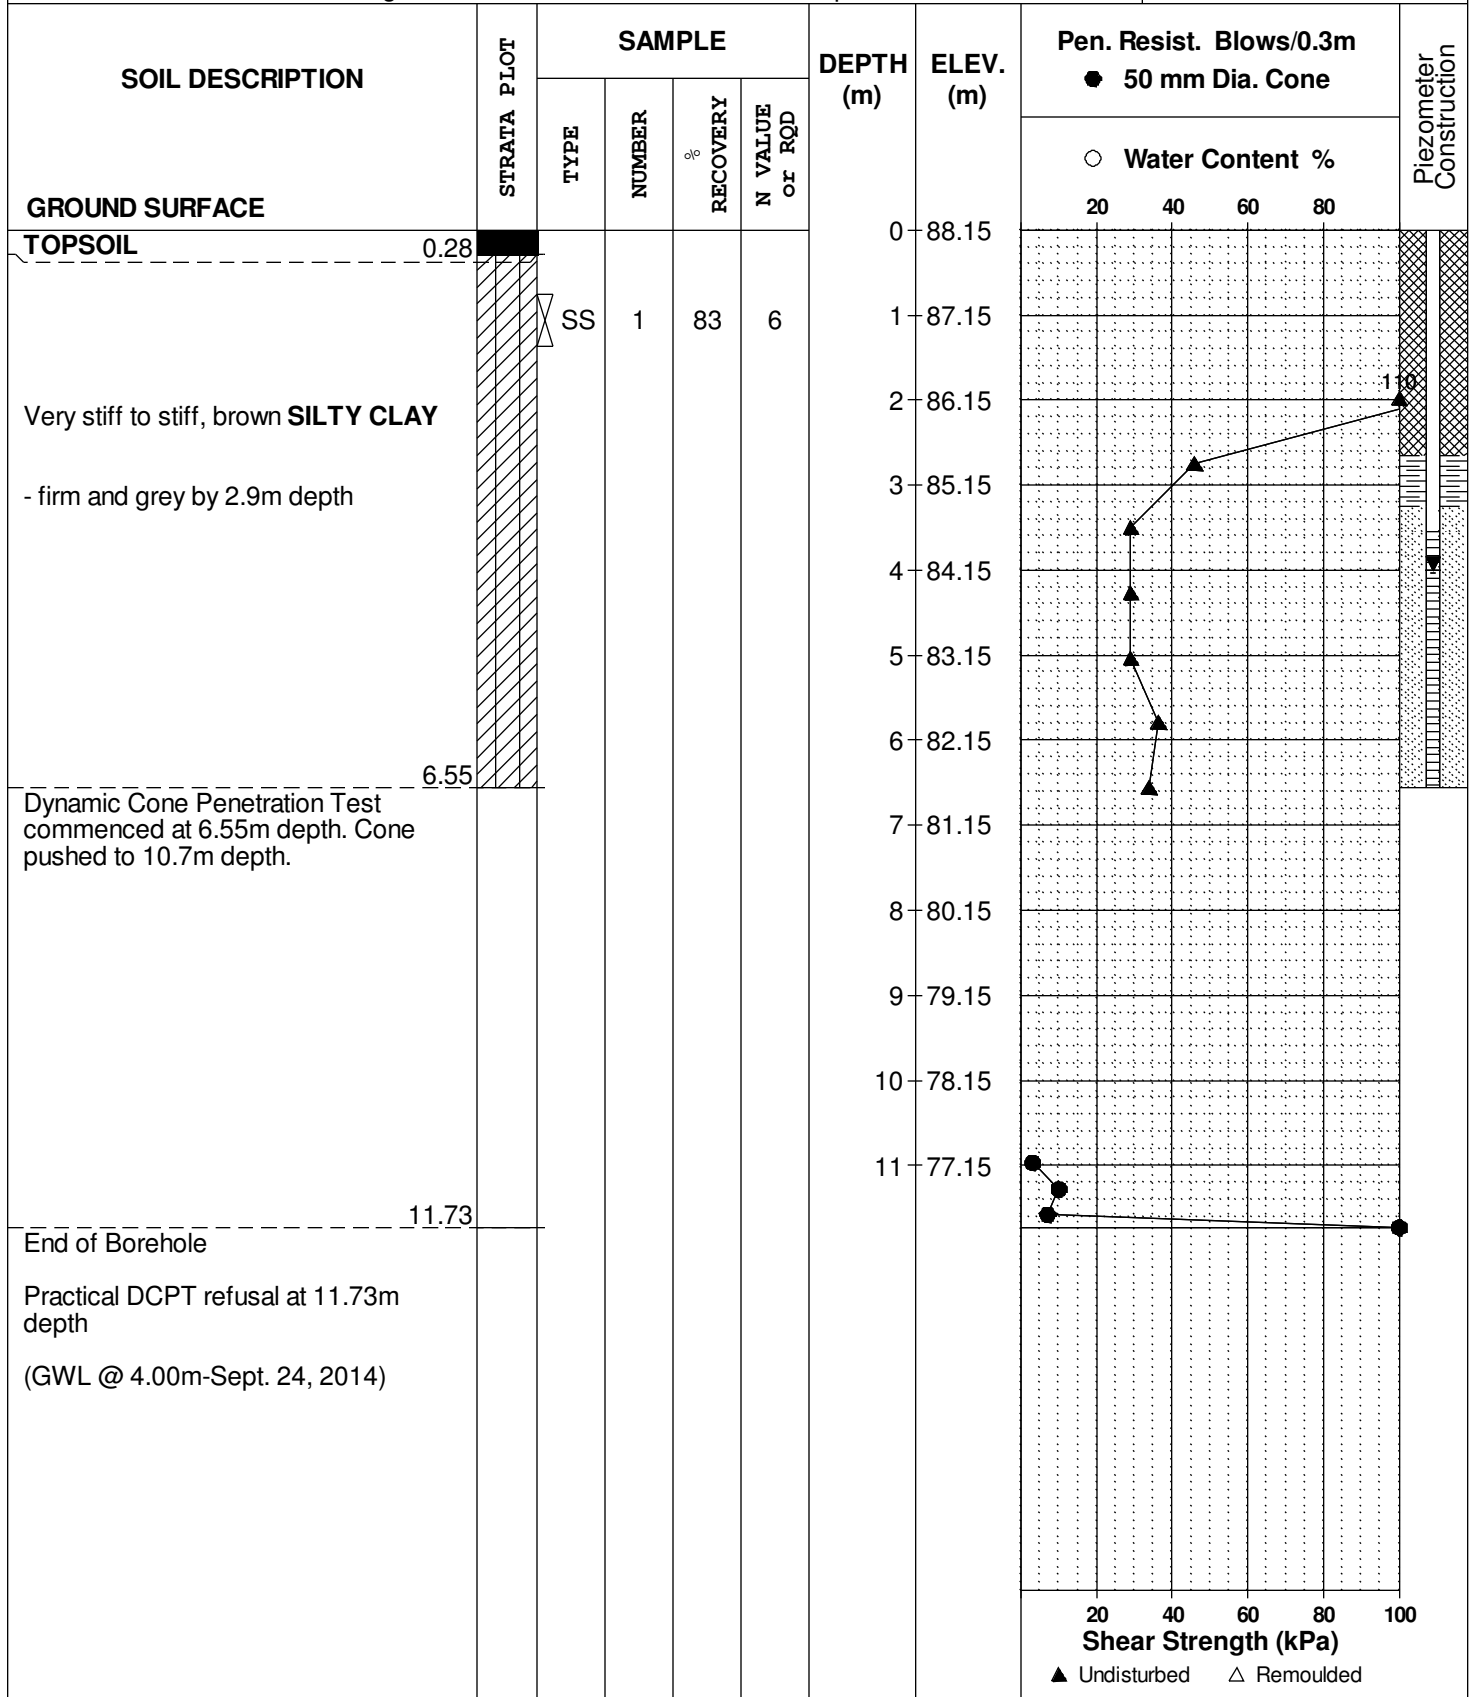 SOIL DESCRIPTION
GROUND SURFACE
STRATA PLOT
SAMPLE
TYPE
NUMBER
% RECOVERY
N VALUE or RQD
DEPTH
(m)
ELEV.
(m)
Pen. Resist. Blows/0.3m
● 50 mm Dia. Cone
○ Water Content %
20 40 60 80
Piezometer
Construction
TOPSOIL 0.28
0 88.15
SS 1 83 6
1 87.15
110
2 86.15
Very stiff to stiff, brown SILTY CLAY
- firm and grey by 2.9m depth
3 85.15
4 84.15
5 83.15
6 82.15
6.55
Dynamic Cone Penetration Test
commenced at 6.55m depth. Cone
pushed to 10.7m depth.
7 81.15
8 80.15
9 79.15
10 78.15
11 77.15
11.73
End of Borehole
Practical DCPT refusal at 11.73m
depth
(GWL @ 4.00m-Sept. 24, 2014)
20 40 60 80 100
Shear Strength (kPa)
▲ Undisturbed △ Remoulded